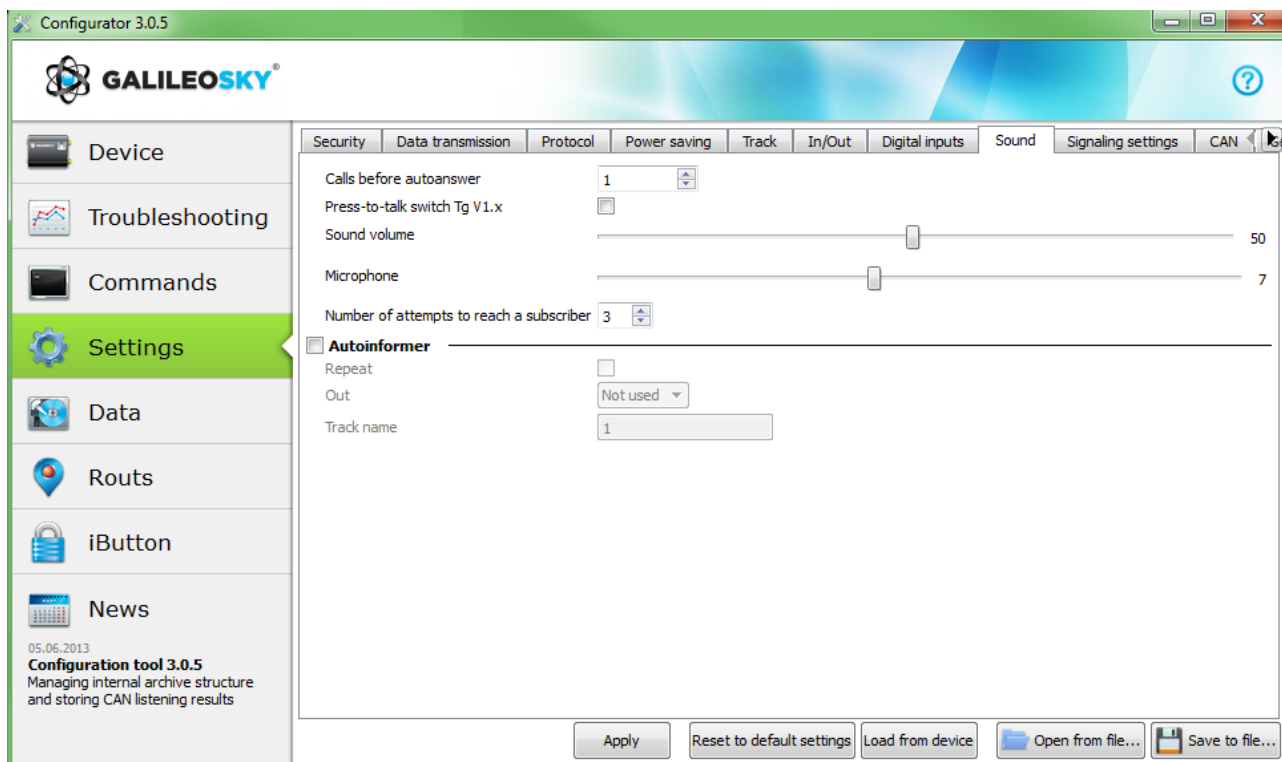 Configurator 3.0.5
GALILEOSKY®
?
Device
Troubleshooting
Commands
Settings
Data
Routs
iButton
News
05.06.2013
Configuration tool 3.0.5
Managing internal archive structure
and storing CAN listening results
Security Data transmission Protocol Power saving Track In/Out Digital inputs Sound Signaling settings CAN
Calls before autoanswer 1
Press-to-talk switch Tg V1.x
Sound volume 50
Microphone 7
Number of attempts to reach a subscriber 3
Autoinformer
Repeat
Out Not used
Track name 1
Apply Reset to default settings Load from device Open from file... Save to file...